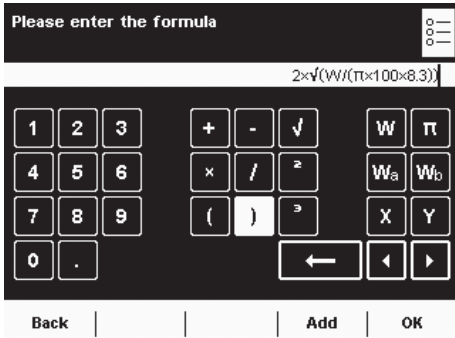 Please enter the formula
2×√(W/(π×100×8.3))
1 2 3 + - √ W π
4 5 6 × / ² Wa Wb
7 8 9 ( ) ³ X Y
0 . ←
Back Add OK